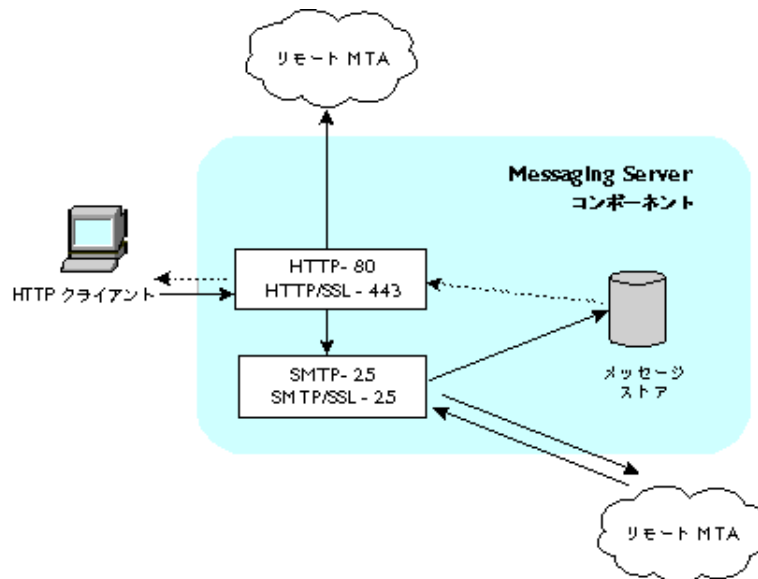 リモート MTA
Messaging Server
コンポーネント
HTTP- 80
HTTP/SSL - 443
HTTP クライアント
SMTP- 25
SMTP/SSL - 25
メッセージ
ストア
リモート MTA